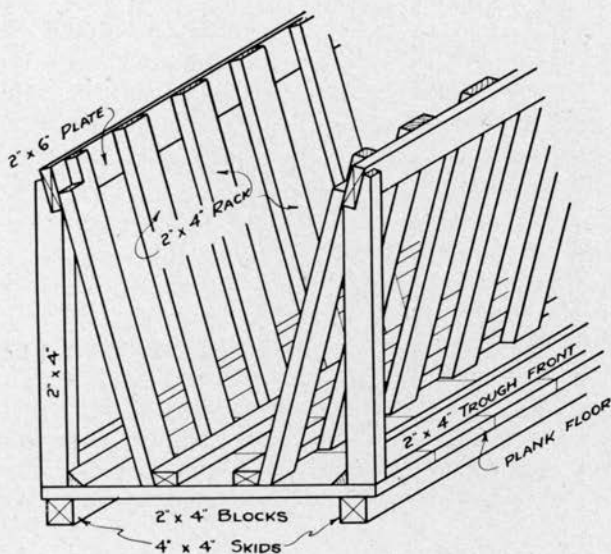 2" x 6" PLATE
2" x 4" RACK
2" x 4"
2" x 4" TROUGH FRONT
PLANK FLOOR
2" x 4" BLOCKS
4" x 4" SKIDS